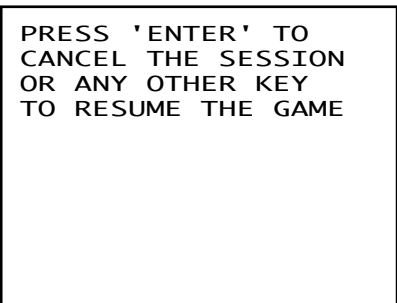 PRESS 'ENTER' TO
CANCEL THE SESSION
OR ANY OTHER KEY
TO RESUME THE GAME